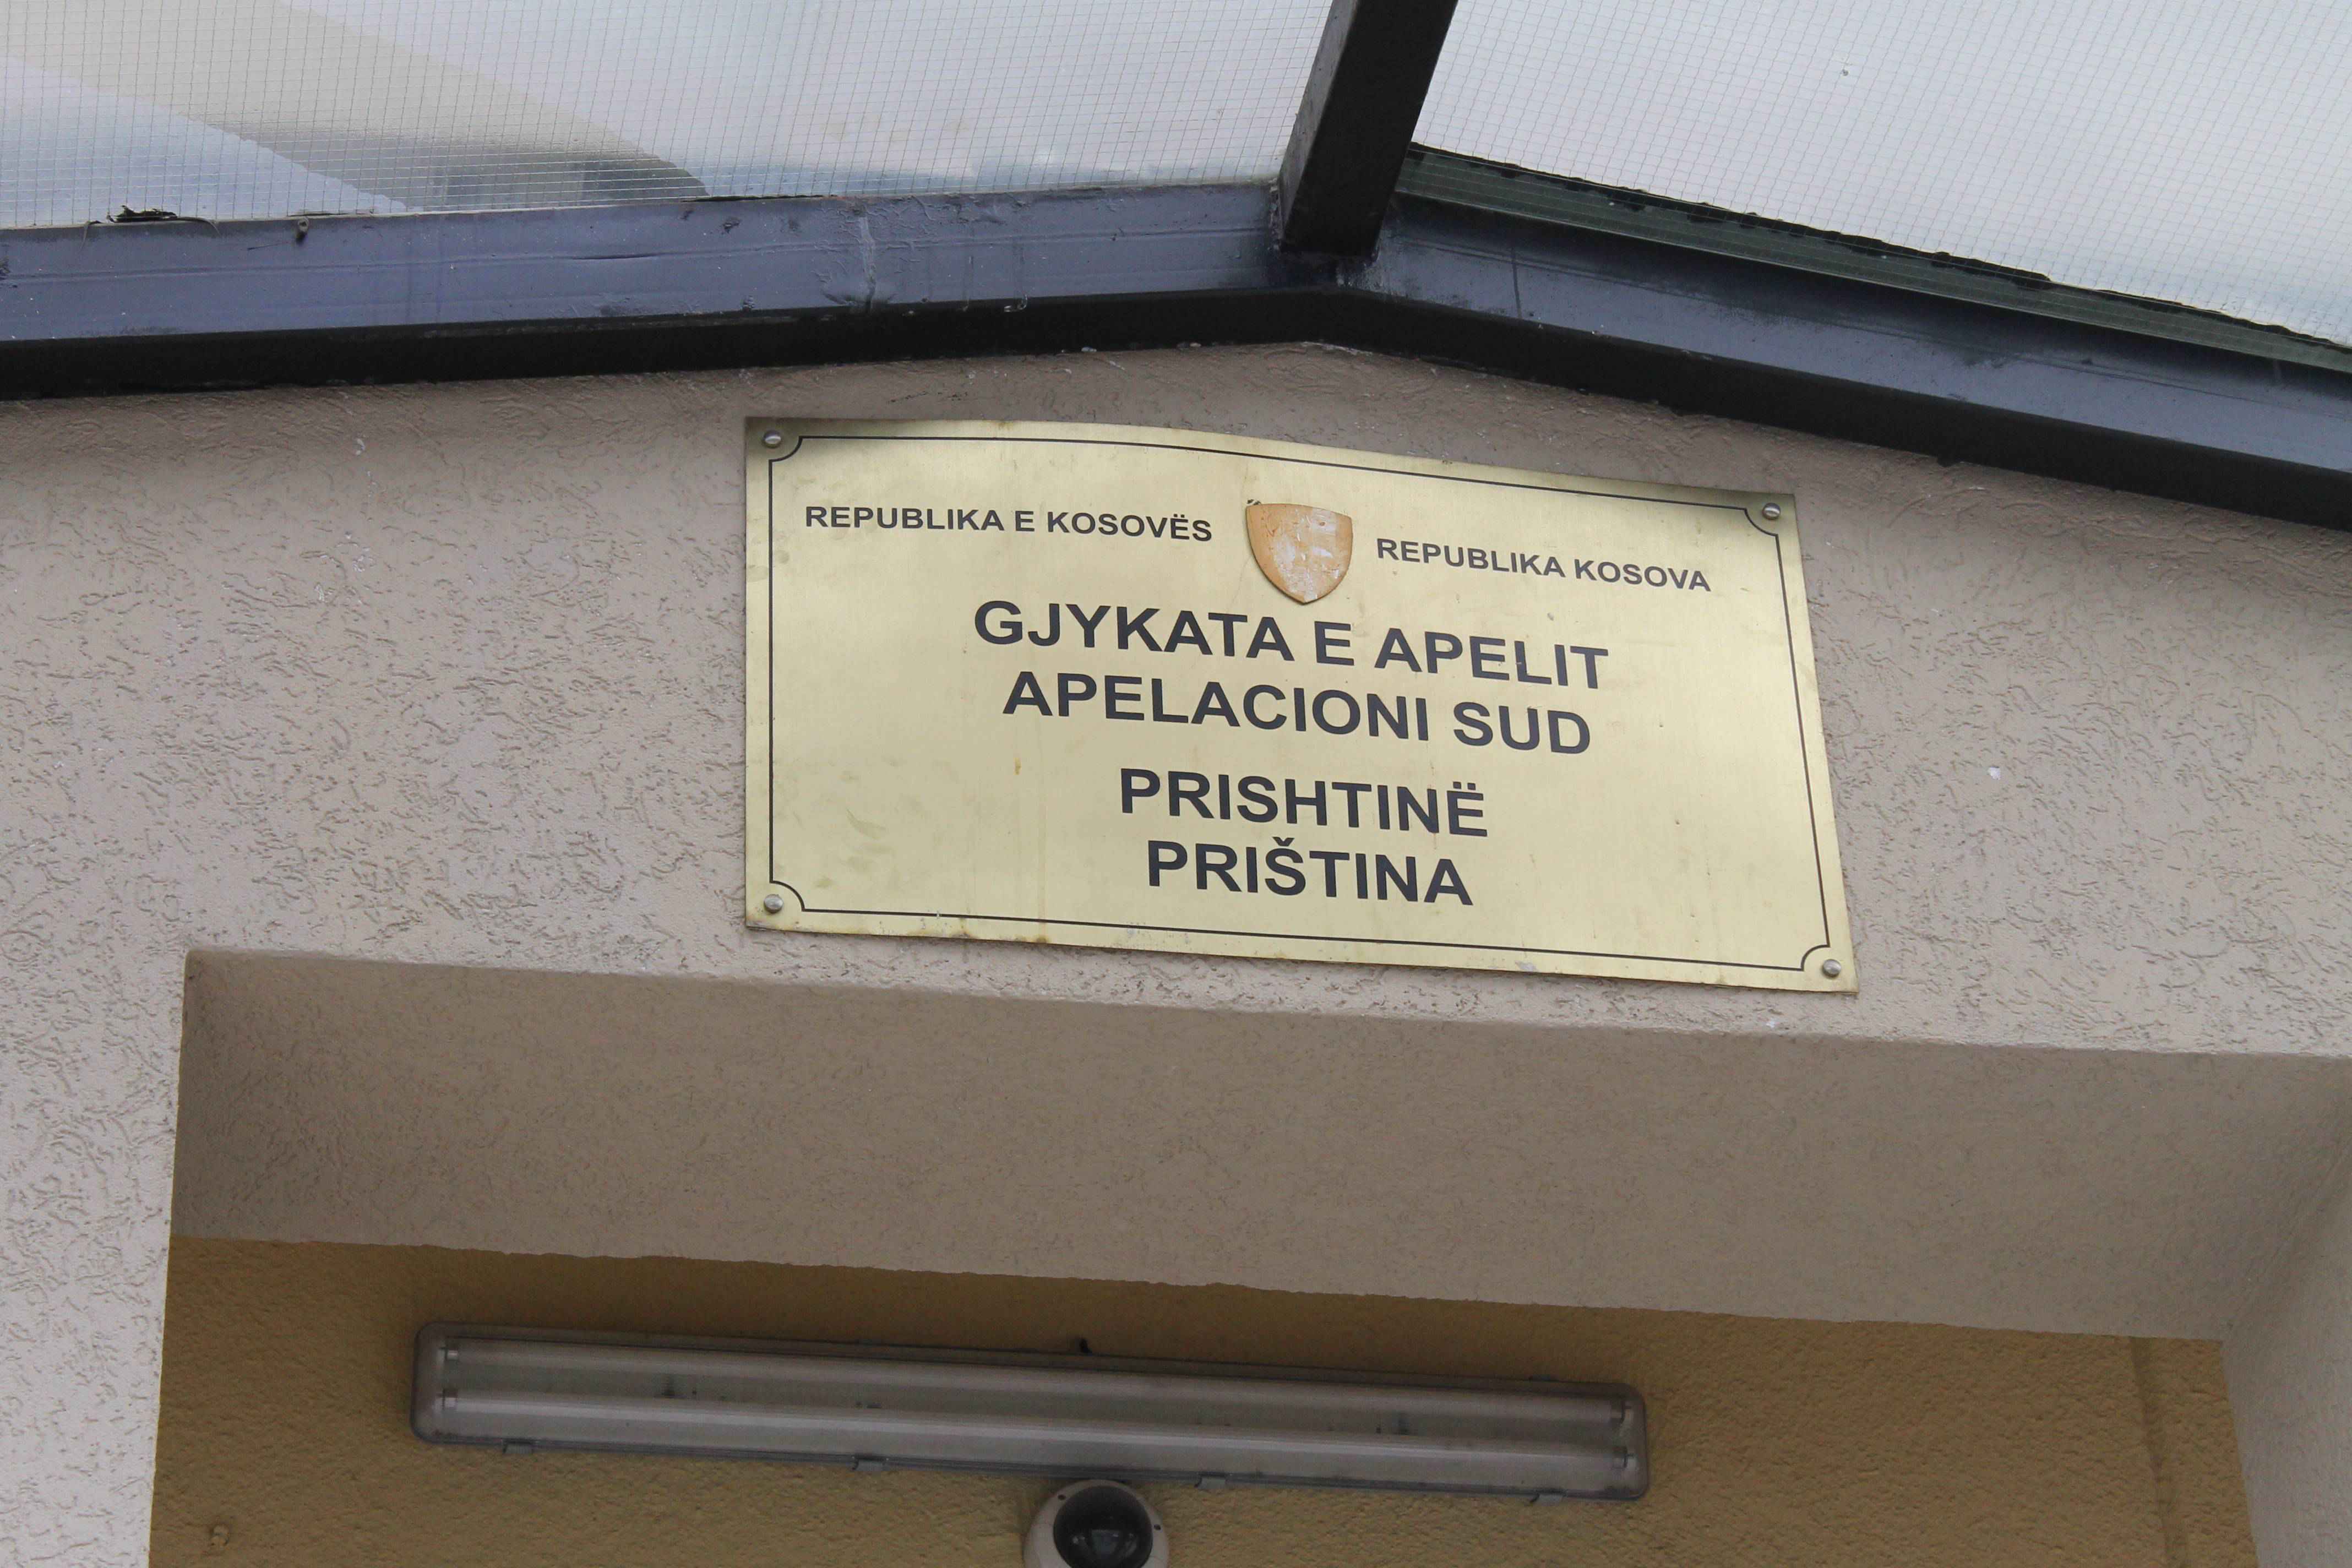 REPUBLIKA E KOSOVËS
REPUBLIKA KOSOVA
GJYKATA E APELIT
APELACIONI SUD
PRISHTINË
PRIŠTINA